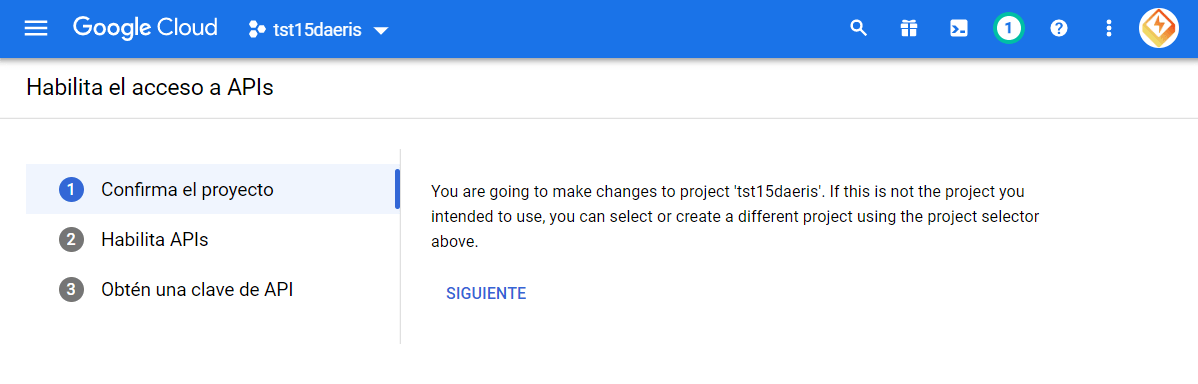 Google Cloud
tst15daeris
1
Habilita el acceso a APIs
1 Confirma el proyecto
2 Habilita APIs
3 Obtén una clave de API
You are going to make changes to project 'tst15daeris'. If this is not the project you
intended to use, you can select or create a different project using the project selector
above.
SIGUIENTE